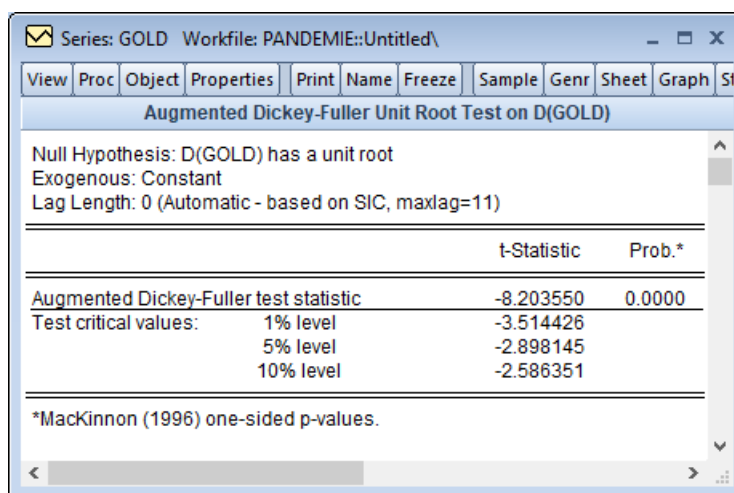 Series: GOLD Workfile: PANDEMIE::Untitled\
View Proc Object Properties Print Name Freeze Sample Genr Sheet Graph
Augmented Dickey-Fuller Unit Root Test on D(GOLD)
Null Hypothesis: D(GOLD) has a unit root
Exogenous: Constant
Lag Length: 0 (Automatic - based on SIC, maxlag=11)
t-Statistic Prob.*
Augmented Dickey-Fuller test statistic -8.203550 0.0000
Test critical values: 1% level -3.514426
5% level -2.898145
10% level -2.586351
*MacKinnon (1996) one-sided p-values.